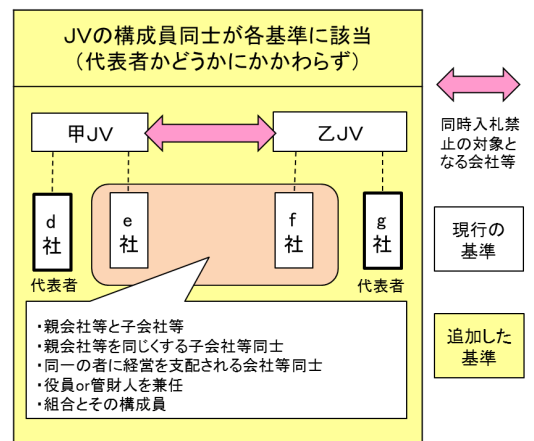 JVの構成員同士が各基準に該当
（代表者かどうかにかかわらず）
甲JV
乙JV
d社
e社
f社
g社
代表者
代表者
・親会社等と子会社等
・親会社等を同じくする子会社等同士
・同一の者に経営を支配される会社等同士
・役員or管財人を兼任
・組合とその構成員
同時入札禁
止の対象と
なる会社等
現行の
基準
追加した
基準